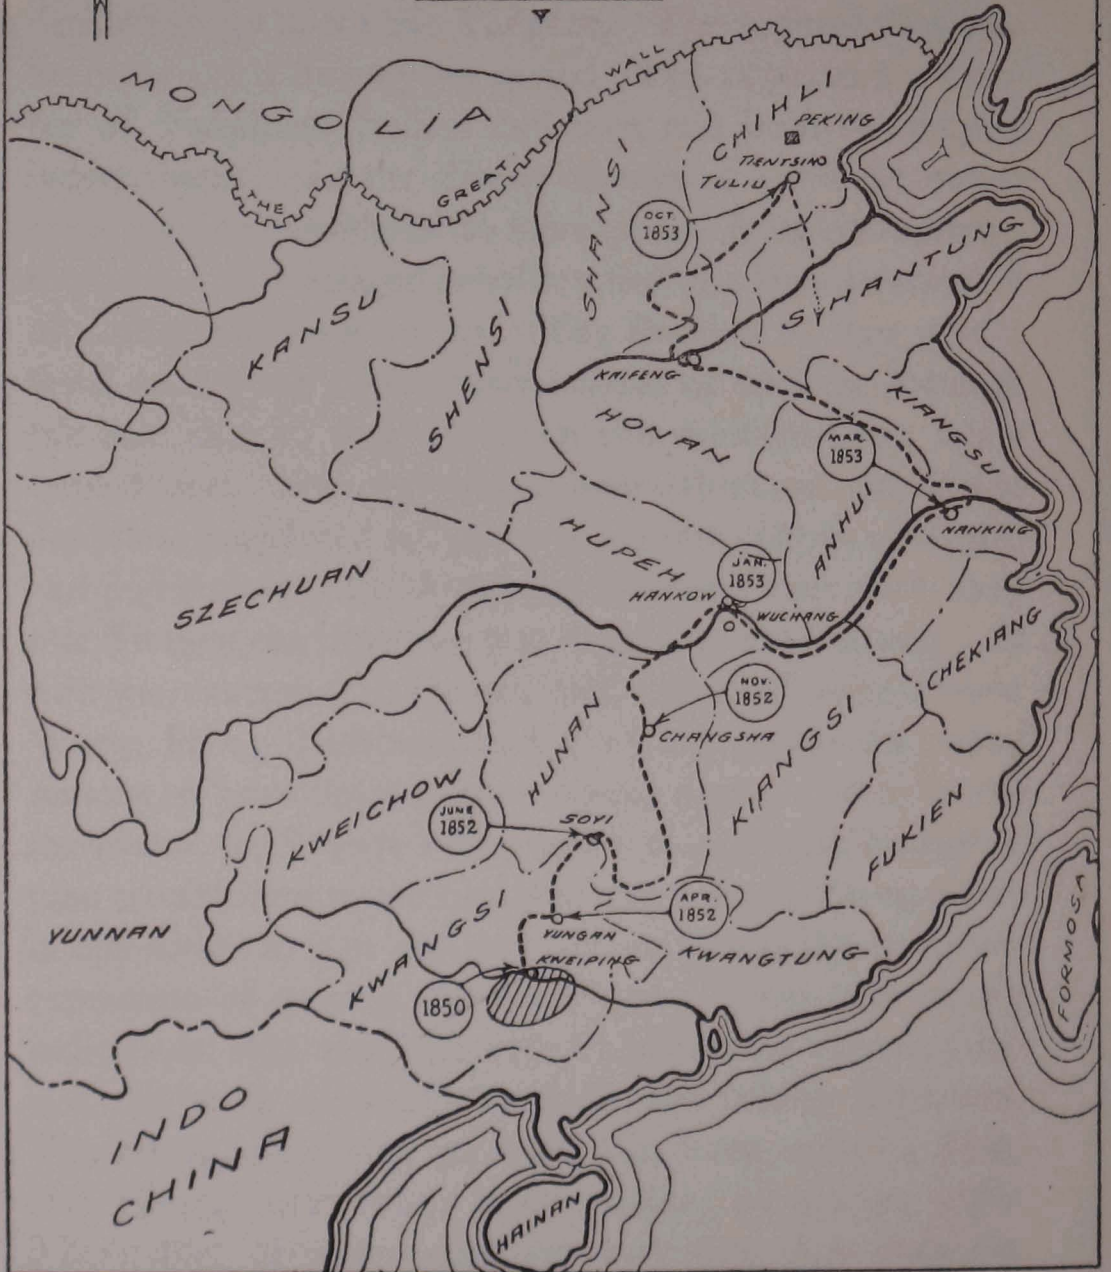 MONGOLIA
THE GREAT WALL
CHIHLI
PEKING
TIENTSING
TULIU
OCT. 1853
SHANSI
SHANTUNG
KANSU
SHENSI
KAIFENG
HONAN
KIANGSU
MAR. 1853
ANHUI
NANKING
HUPEH
JAN. 1853
HANKOW
WUCHANG
SZECHUAN
CHEKIANG
NOV. 1852
CHANGSHA
HUNAN
KIANGSI
KWEICHOW
JUNE 1852
SOYI
FUKIEN
FORMOSA
APR. 1852
YUNNAN
KWANGSI
YUNGAN
KWEIPING
KWANGTUNG
1850
INDO
CHINA
HAINAN